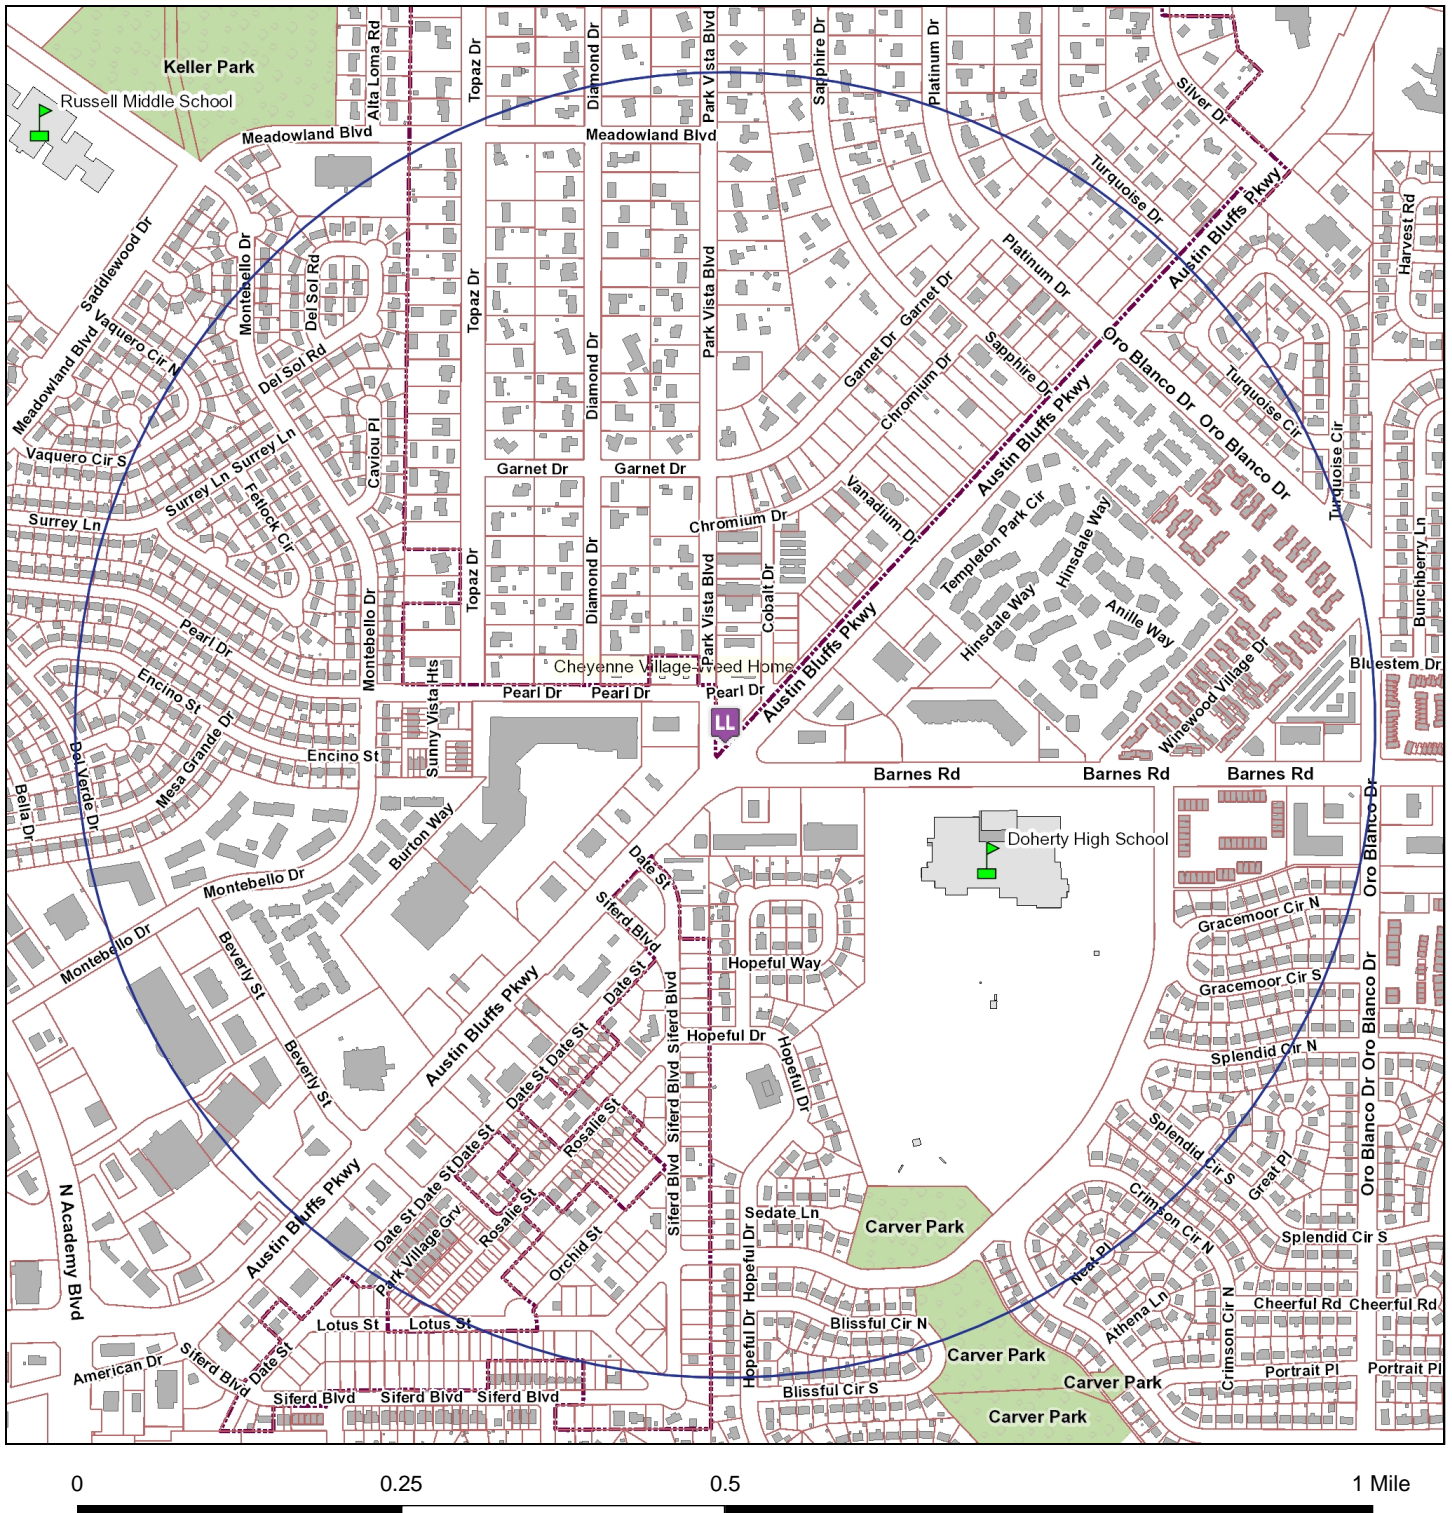 Alta Loma Rd
Topaz Dr
Diamond Dr
Park Vista Blvd
Sapphire Dr
Platinum Dr
Keller Park
Russell Middle School
Silver Dr
Meadowland Blvd
Meadowland Blvd
Turquoise Dr
Austin Bluffs Pkwy
Harvest Rd
Saddlewood Dr
Montebello Dr
Del Sol Rd
Topaz Dr
Park Vista Blvd
Platinum Dr
Garnet Dr
Meadowland Blvd
S Vaquero Cir N
Del Sol Rd
Diamond Dr
Garnet Dr
Chromium Dr
Sapphire Dr
Oro Blanco Dr
Austin Bluffs Pkwy
Turquoise Cir
Oro Blanco Dr
Turquoise Cir
Vaquero Cir S
Surrey Ln
Surrey Ln
Caviou Pl
Garnet Dr
Garnet Dr
Surrey Ln
Fetlock Cir
Chromium Dr
Vanadium Dr
Templeton Park Cir
Hinsdale Way
Bunchberry Ln
Topaz Dr
Diamond Dr
Park Vista Blvd
Cobalt Dr
Hinsdale Way
Anille Way
Montebello Dr
Pearl Dr
Encino St
Sunny Vista Hts
Cheyenne Village-Weed Home
Pearl Dr
Pearl Dr
Pearl Dr
Austin Bluffs Pkwy
Winewood Village Dr
Bluestem Dr
LL
Encino St
Mesa Grande Dr
Del Verde Dr
Bella Dr
Barnes Rd
Barnes Rd
Barnes Rd
Burton Way
Doherty High School
Oro Blanco Dr
Montebello Dr
Date St
Siferd Blvd
Gracemoor Cir N
Montebello Dr
Beverly St
Hopeful Way
Austin Bluffs Pkwy
Date St
Siferd Blvd
Gracemoor Cir S
Oro Blanco Dr
Hopeful Dr
Hopeful Dr
Splendid Cir N
Beverly St
Date St
Date St
Siferd Blvd
Rosalie St
Oro Blanco Dr
Splendid Cir S
Great Pl
Date St
Date St
Date St
Siferd Blvd
N Academy Blvd
Austin Bluffs Pkwy
Park Village Grv
Rosalie St
Orchid St
Sedate Ln
Hopeful Dr
Carver Park
Crimson Cir N
Splendid Cir S
Neat Pl
Athena Ln
Crimson Cir N
Cheerful Rd
Cheerful Rd
Lotus St
Lotus St
Blissful Cir N
Hopeful Dr
Carver Park
American Dr
Siferd Blvd
Date St
Portrait Pl
Portrait Pl
Carver Park
Siferd Blvd
Siferd Blvd
Siferd Blvd
Blissful Cir S
Carver Park
0
0.25
0.5
1 Mile